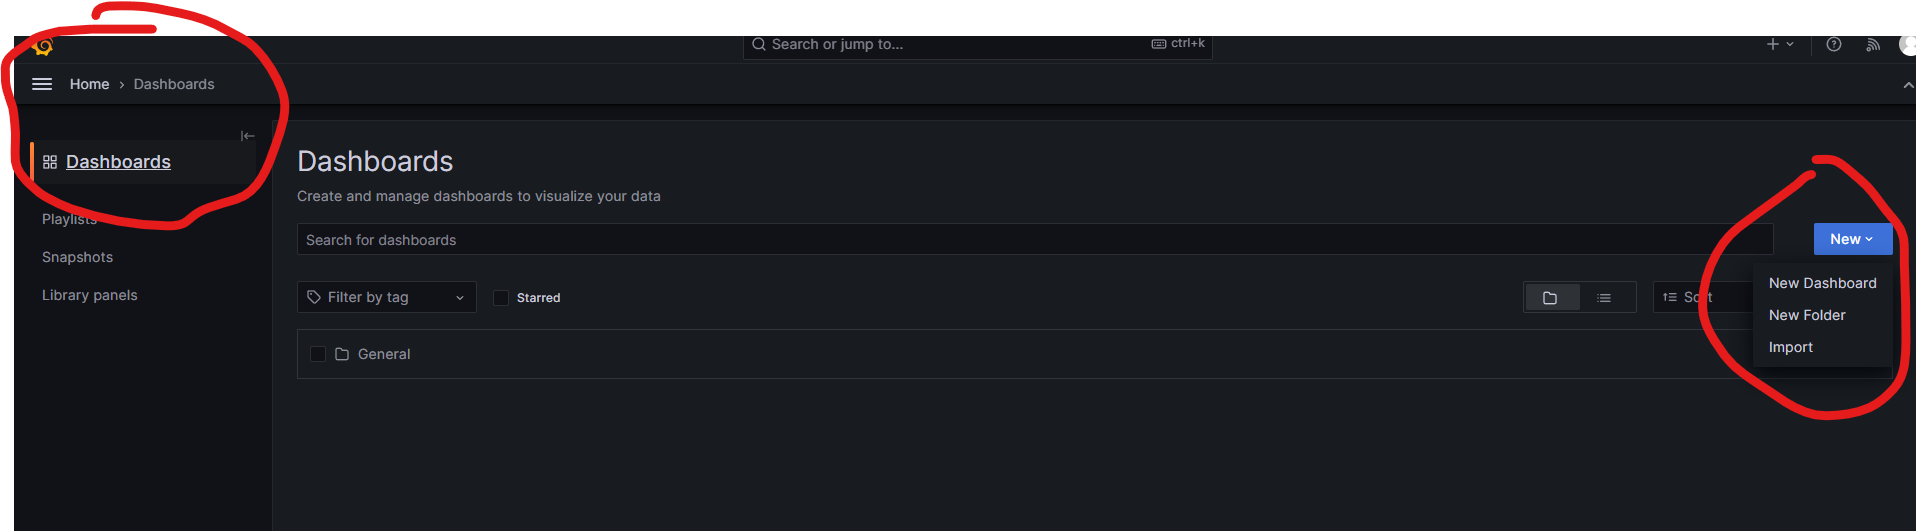 Search or jump to...
ctrl+k
Home › Dashboards
Dashboards
Playlists
Snapshots
Library panels
Dashboards
Create and manage dashboards to visualize your data
Search for dashboards
New
New Dashboard
New Folder
Import
Filter by tag
Starred
Sort
General